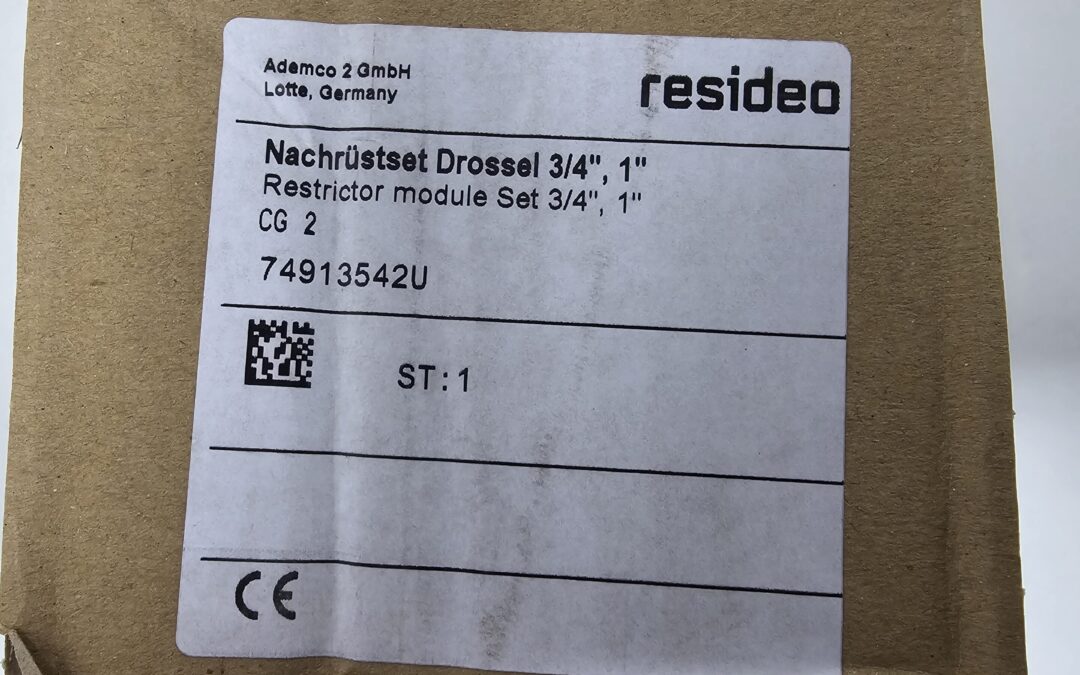 Ademco 2 GmbH
Lotte, Germany
resideo
Nachrüstset Drossel 3/4", 1"
Restrictor module Set 3/4", 1"
CG 2
74913542U
ST:1
CE